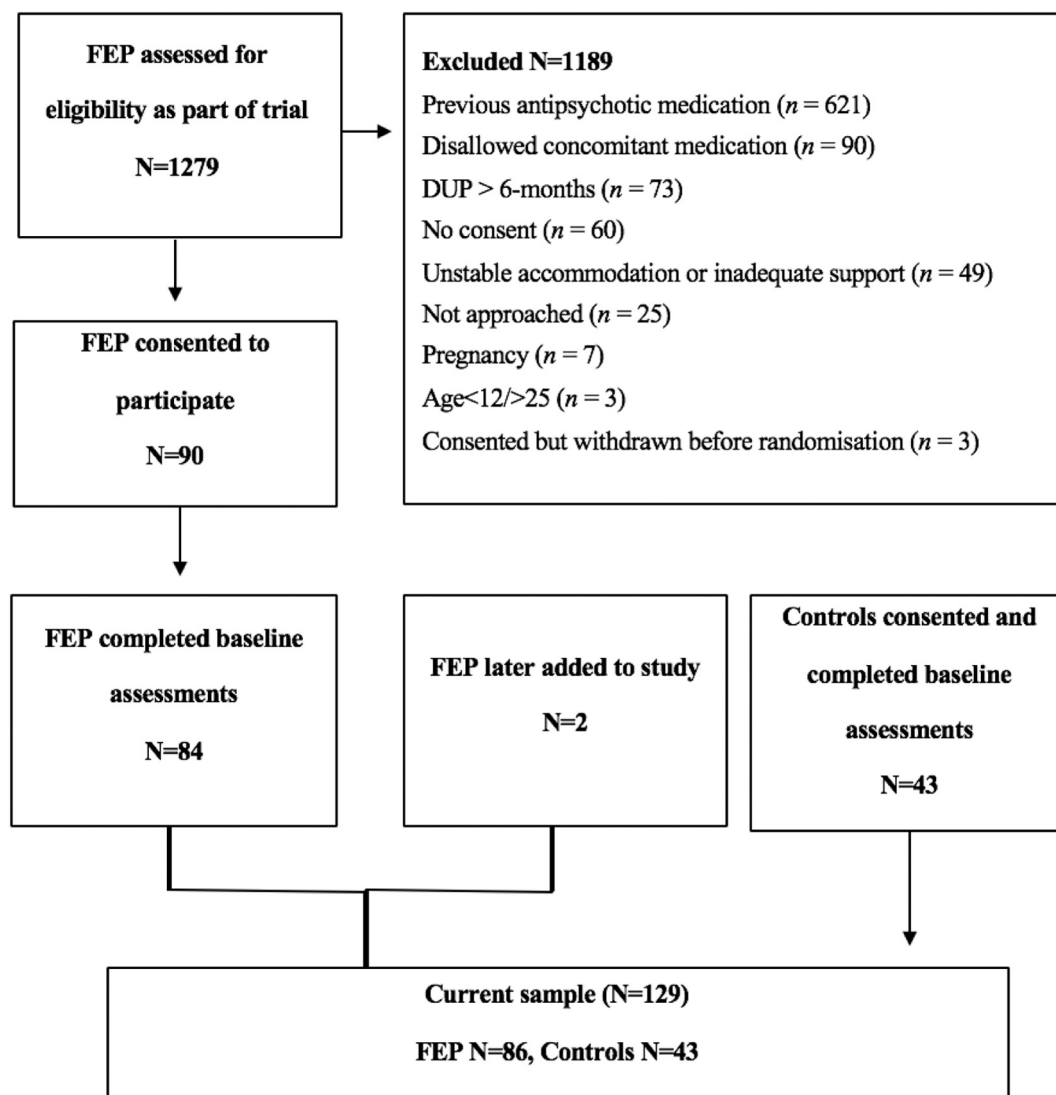 FEP assessed for
eligibility as part of trial
N=1279
Excluded N=1189
Previous antipsychotic medication (n = 621)
Disallowed concomitant medication (n = 90)
DUP > 6-months (n = 73)
No consent (n = 60)
Unstable accommodation or inadequate support (n = 49)
Not approached (n = 25)
Pregnancy (n = 7)
Age<12/>25 (n = 3)
Consented but withdrawn before randomisation (n = 3)
FEP consented to
participate
N=90
FEP completed baseline
assessments
N=84
FEP later added to study
N=2
Controls consented and
completed baseline
assessments
N=43
Current sample (N=129)
FEP N=86, Controls N=43